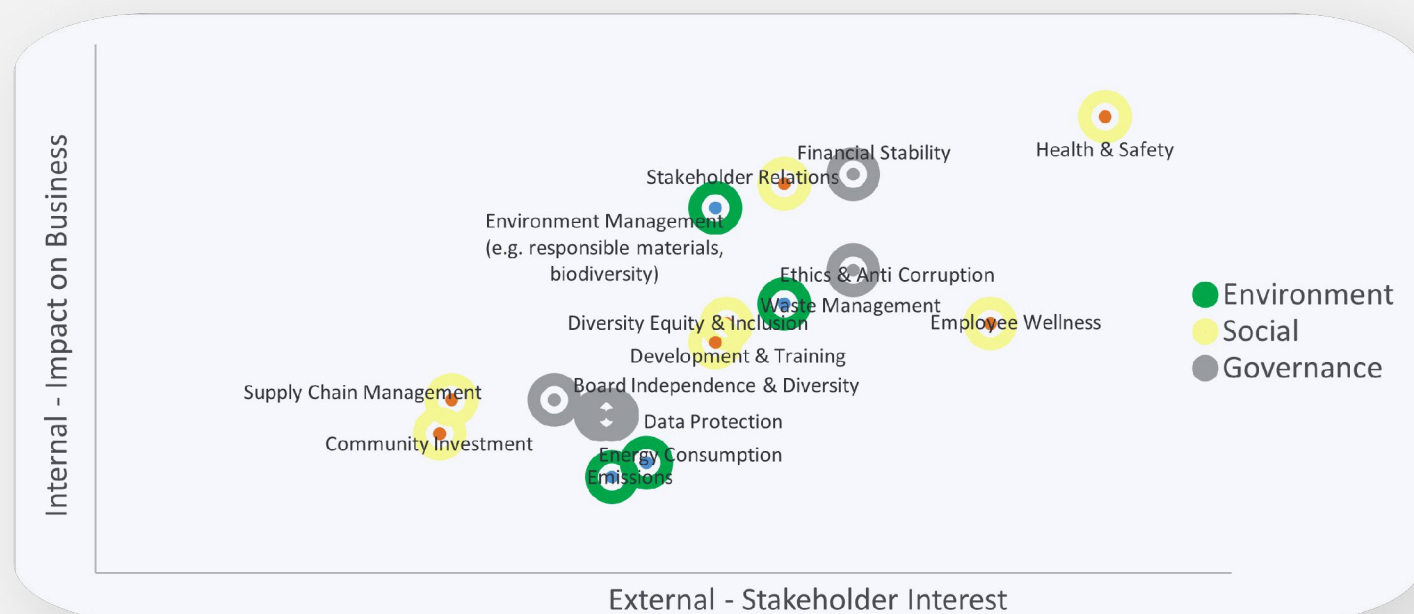 Internal - Impact on Business
Health & Safety
Financial Stability
Stakeholder Relations
Environment Management
(e.g. responsible materials,
biodiversity)
Ethics & Anti Corruption
Waste Management
Diversity Equity & Inclusion
Employee Wellness
Development & Training
Board Independence & Diversity
Supply Chain Management
Data Protection
Community Investment
Energy Consumption
Emissions
Environment
Social
Governance
External - Stakeholder Interest